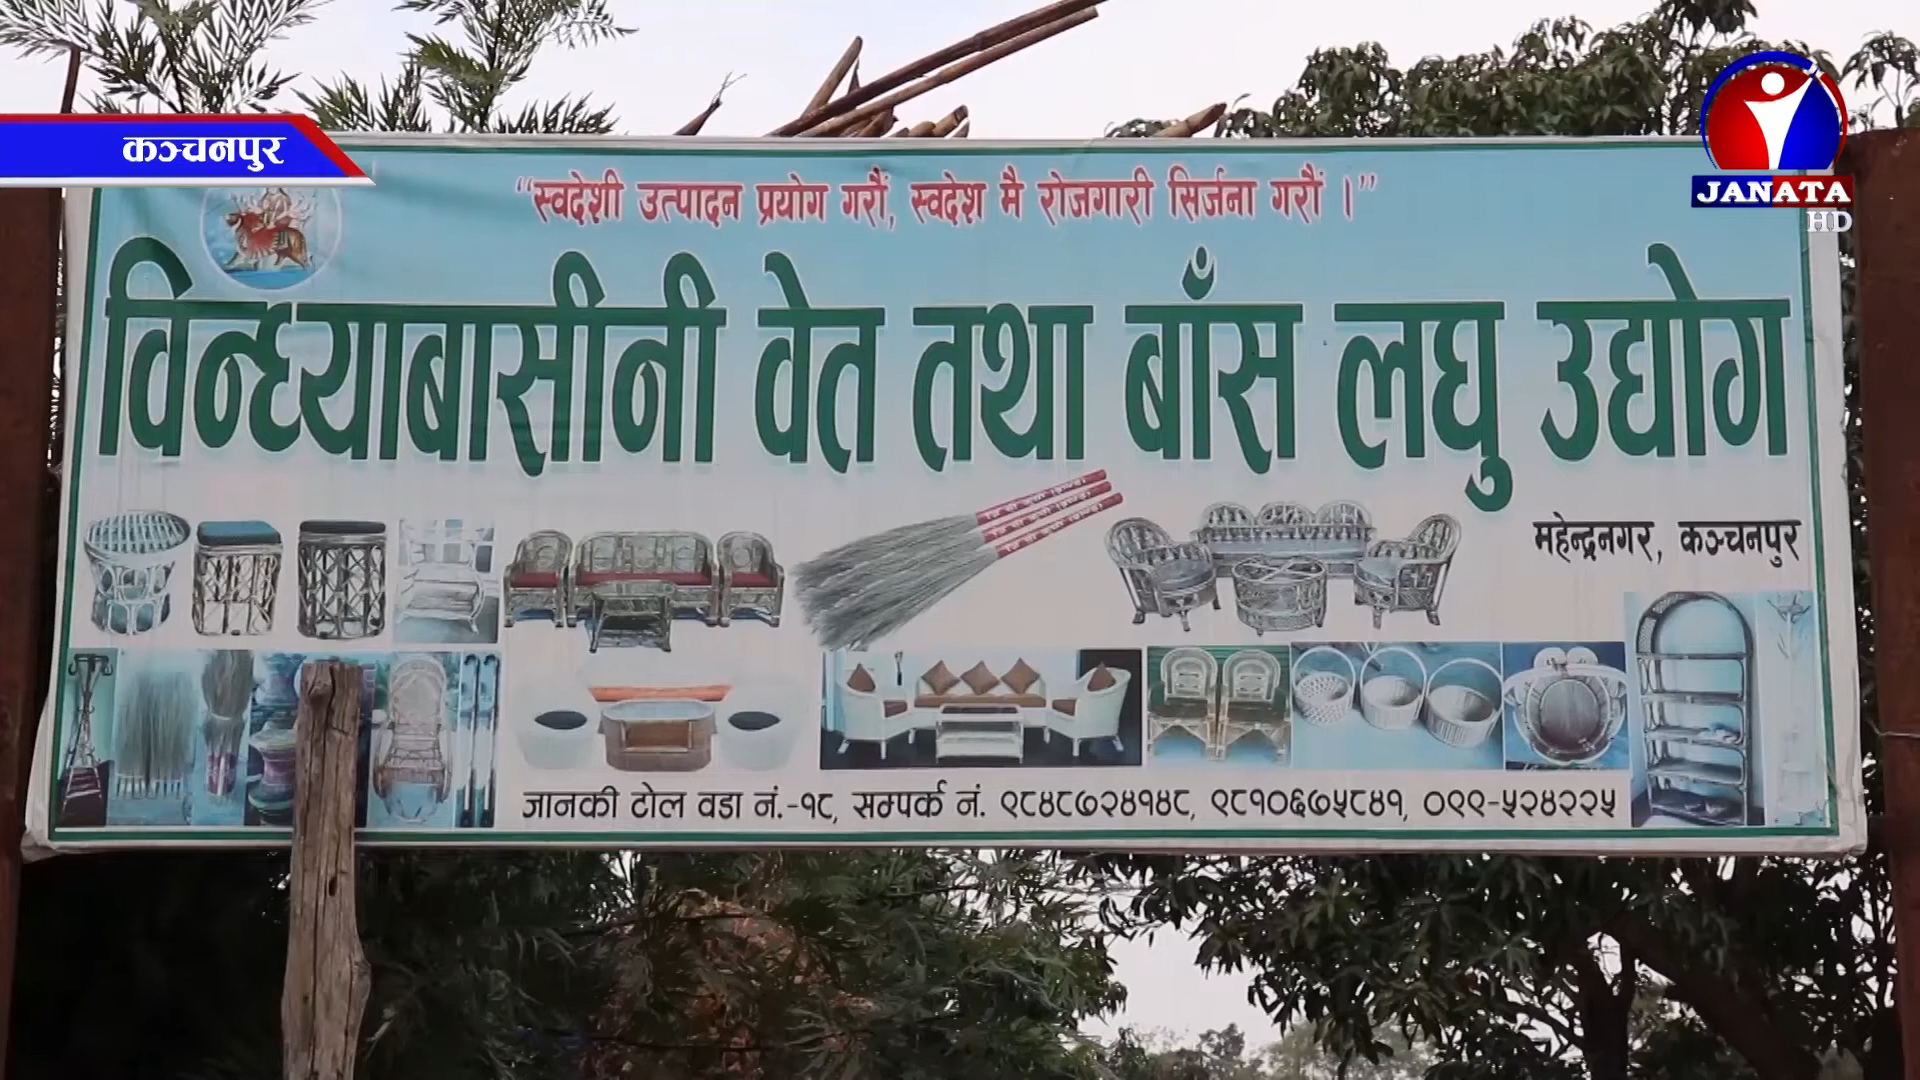 कञ्चनपुर
JANATA
HD
“स्वदेशी उत्पादन प्रयोग गरौं, स्वदेश मै रोजगारी सिर्जना गरौं ।”
विन्ध्याबासीनी वेत तथा बाँस लघु उद्योग
महेन्द्रनगर, कञ्चनपुर
जानकी टोल वडा नं.-१८, सम्पर्क नं. ९८४८७२४१४८, ९८१०६७५८४१, ०९९-५२४२२५